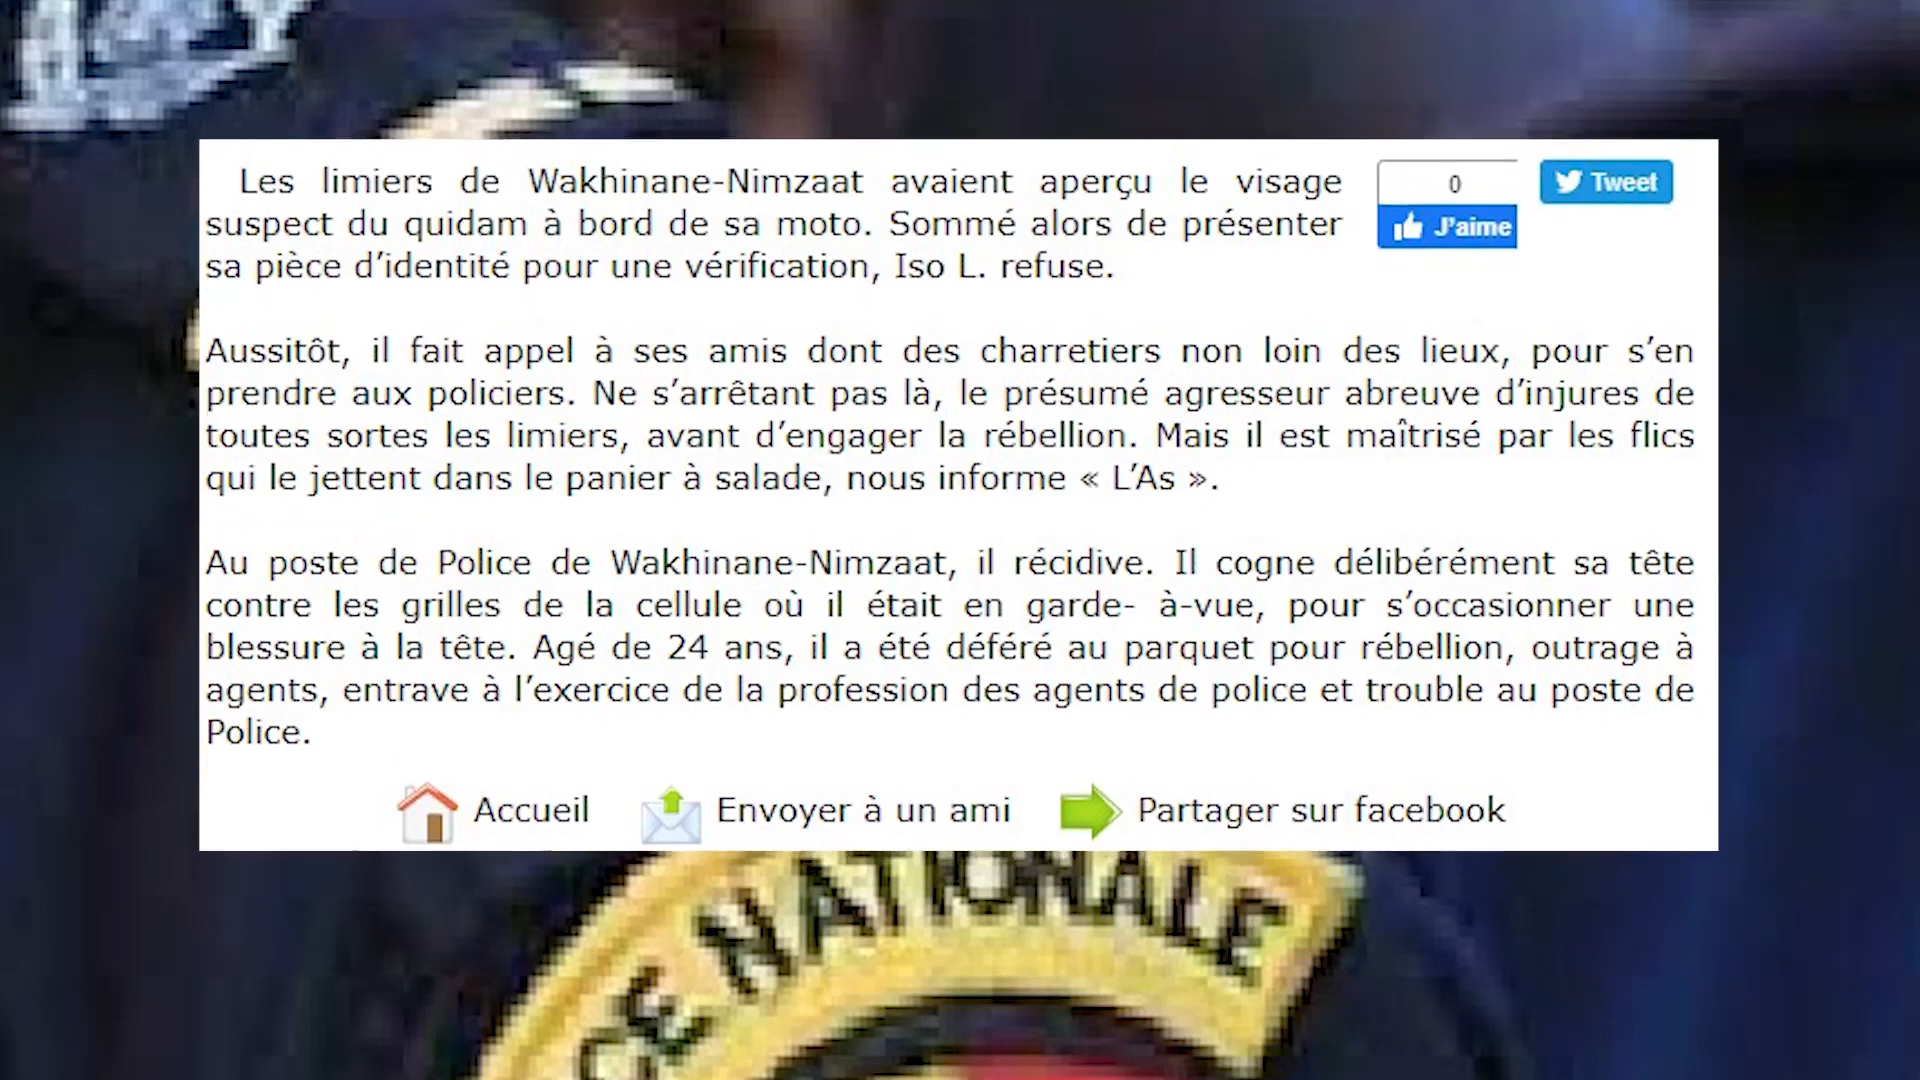 Les limiers de Wakhinane-Nimzaat avaient aperçu le visage
suspect du quidam à bord de sa moto. Sommé alors de présenter
sa pièce d’identité pour une vérification, Iso L. refuse.
0
J’aime
Tweet
Aussitôt, il fait appel à ses amis dont des charretiers non loin des lieux, pour s’en
prendre aux policiers. Ne s’arrêtant pas là, le présumé agresseur abreuve d’injures de
toutes sortes les limiers, avant d’engager la rébellion. Mais il est maîtrisé par les flics
qui le jettent dans le panier à salade, nous informe « L’As ».
Au poste de Police de Wakhinane-Nimzaat, il récidive. Il cogne délibérément sa tête
contre les grilles de la cellule où il était en garde- à-vue, pour s’occasionner une
blessure à la tête. Agé de 24 ans, il a été déféré au parquet pour rébellion, outrage à
agents, entrave à l’exercice de la profession des agents de police et trouble au poste de
Police.
Accueil Envoyer à un ami Partager sur facebook
CE NATIONALE